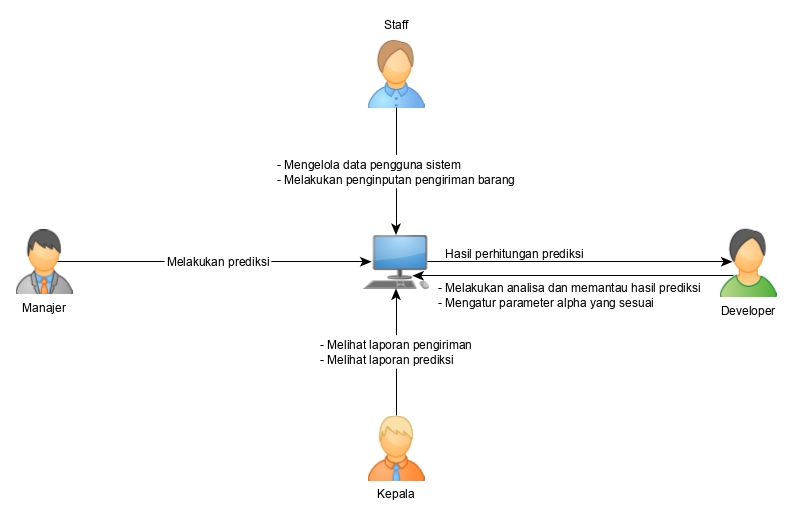 Staff
- Mengelola data pengguna sistem
- Melakukan penginputan pengiriman barang
Melakukan prediksi
Hasil perhitungan prediksi
- Melakukan analisa dan memantau hasil prediksi
- Mengatur parameter alpha yang sesuai
Manajer
Developer
- Melihat laporan pengiriman
- Melihat laporan prediksi
Kepala